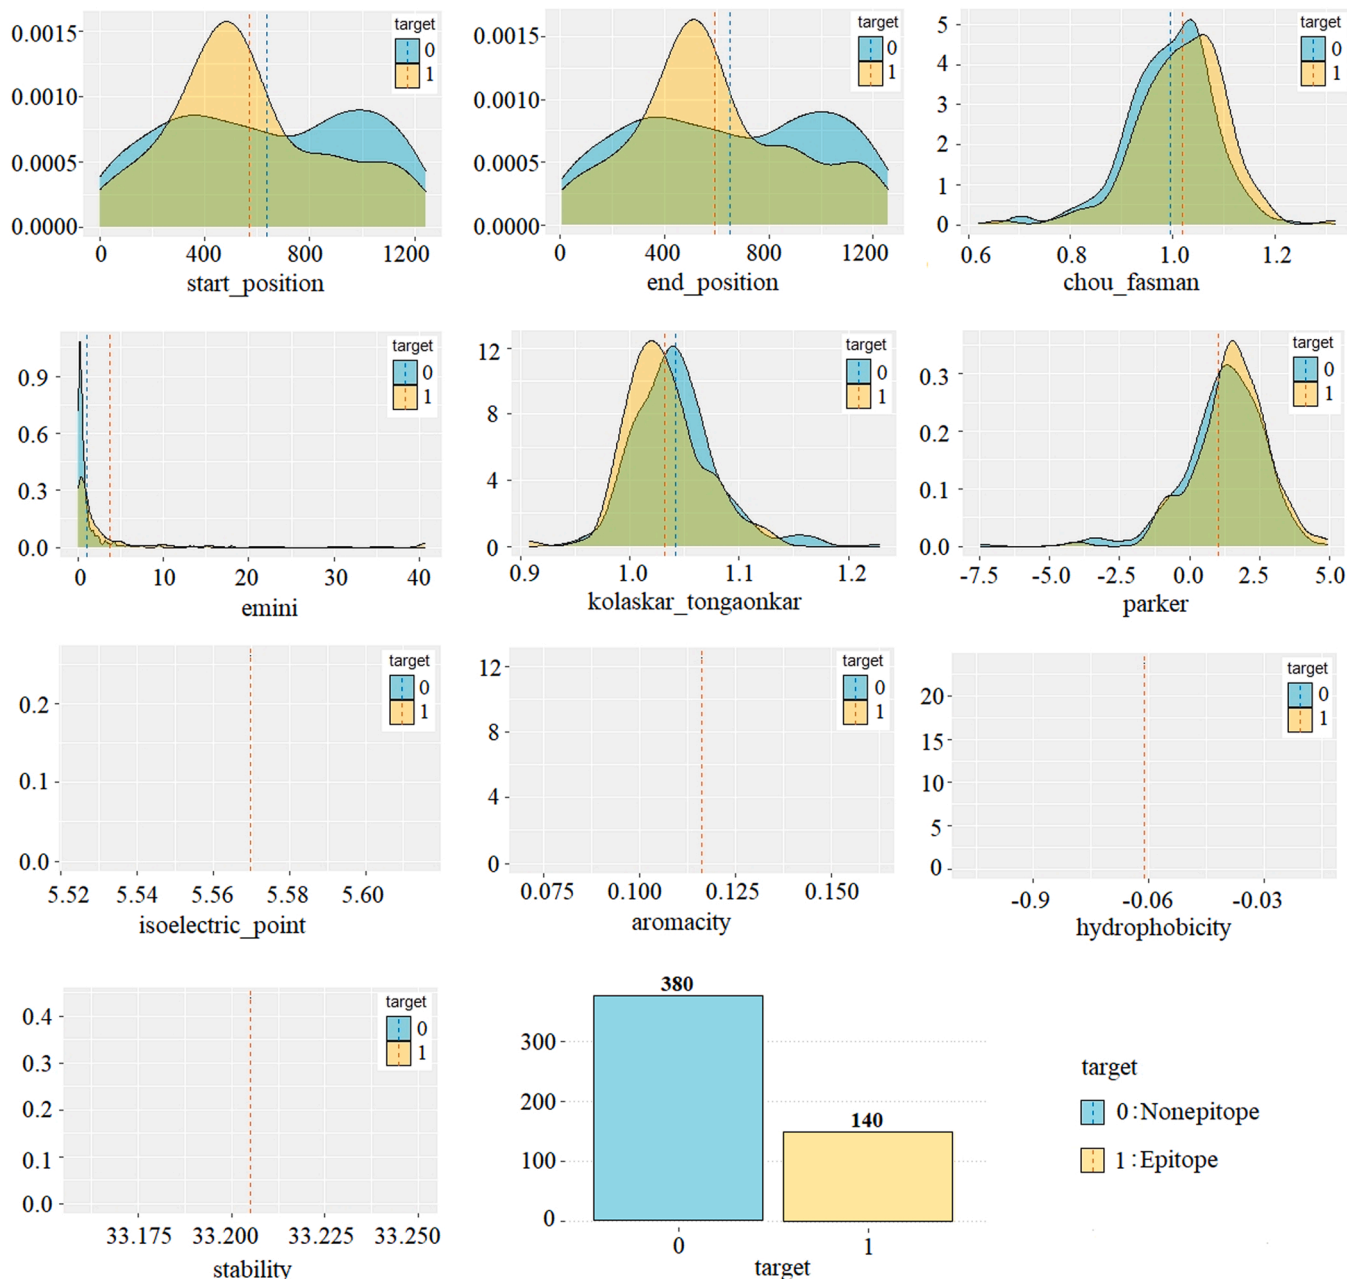 target
0
1
0.0015
0.0010
0.0005
0.0000
0 400 800 1200
start_position
target
0
1
0.0015
0.0010
0.0005
0.0000
0 400 800 1200
end_position
target
0
1
5
4
3
2
1
0
0.6 0.8 1.0 1.2
chou_fasman
target
0
1
0.9
0.6
0.3
0.0
0 10 20 30 40
emini
target
0
1
12
8
4
0
0.9 1.0 1.1 1.2
kolaskar_tongaonkar
target
0
1
0.3
0.2
0.1
0.0
-7.5 -5.0 -2.5 0.0 2.5 5.0
parker
target
0
1
0.2
0.1
0.0
5.52 5.54 5.56 5.58 5.60
isoelectric_point
target
0
1
12
8
4
0
0.075 0.100 0.125 0.150
aromacity
target
0
1
20
15
10
5
0
-0.9 -0.06 -0.03
hydrophobicity
target
0
1
0.4
0.3
0.2
0.1
0.0
33.175 33.200 33.225 33.250
stability
380
140
300
200
100
0
0 1
target
target
0:Nonepitope
1:Epitope